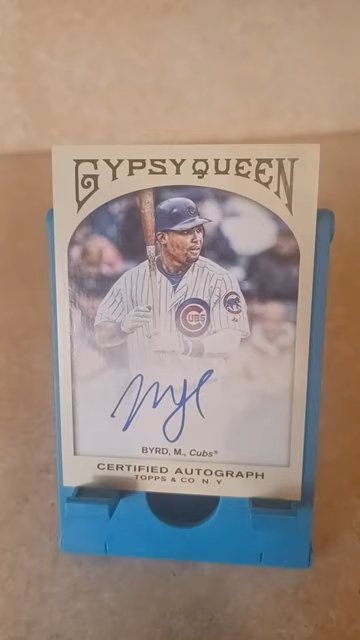 GYPSY QUEEN
CUBS
BYRD, M., Cubs®
CERTIFIED AUTOGRAPH
TOPPS & CO. N.Y.